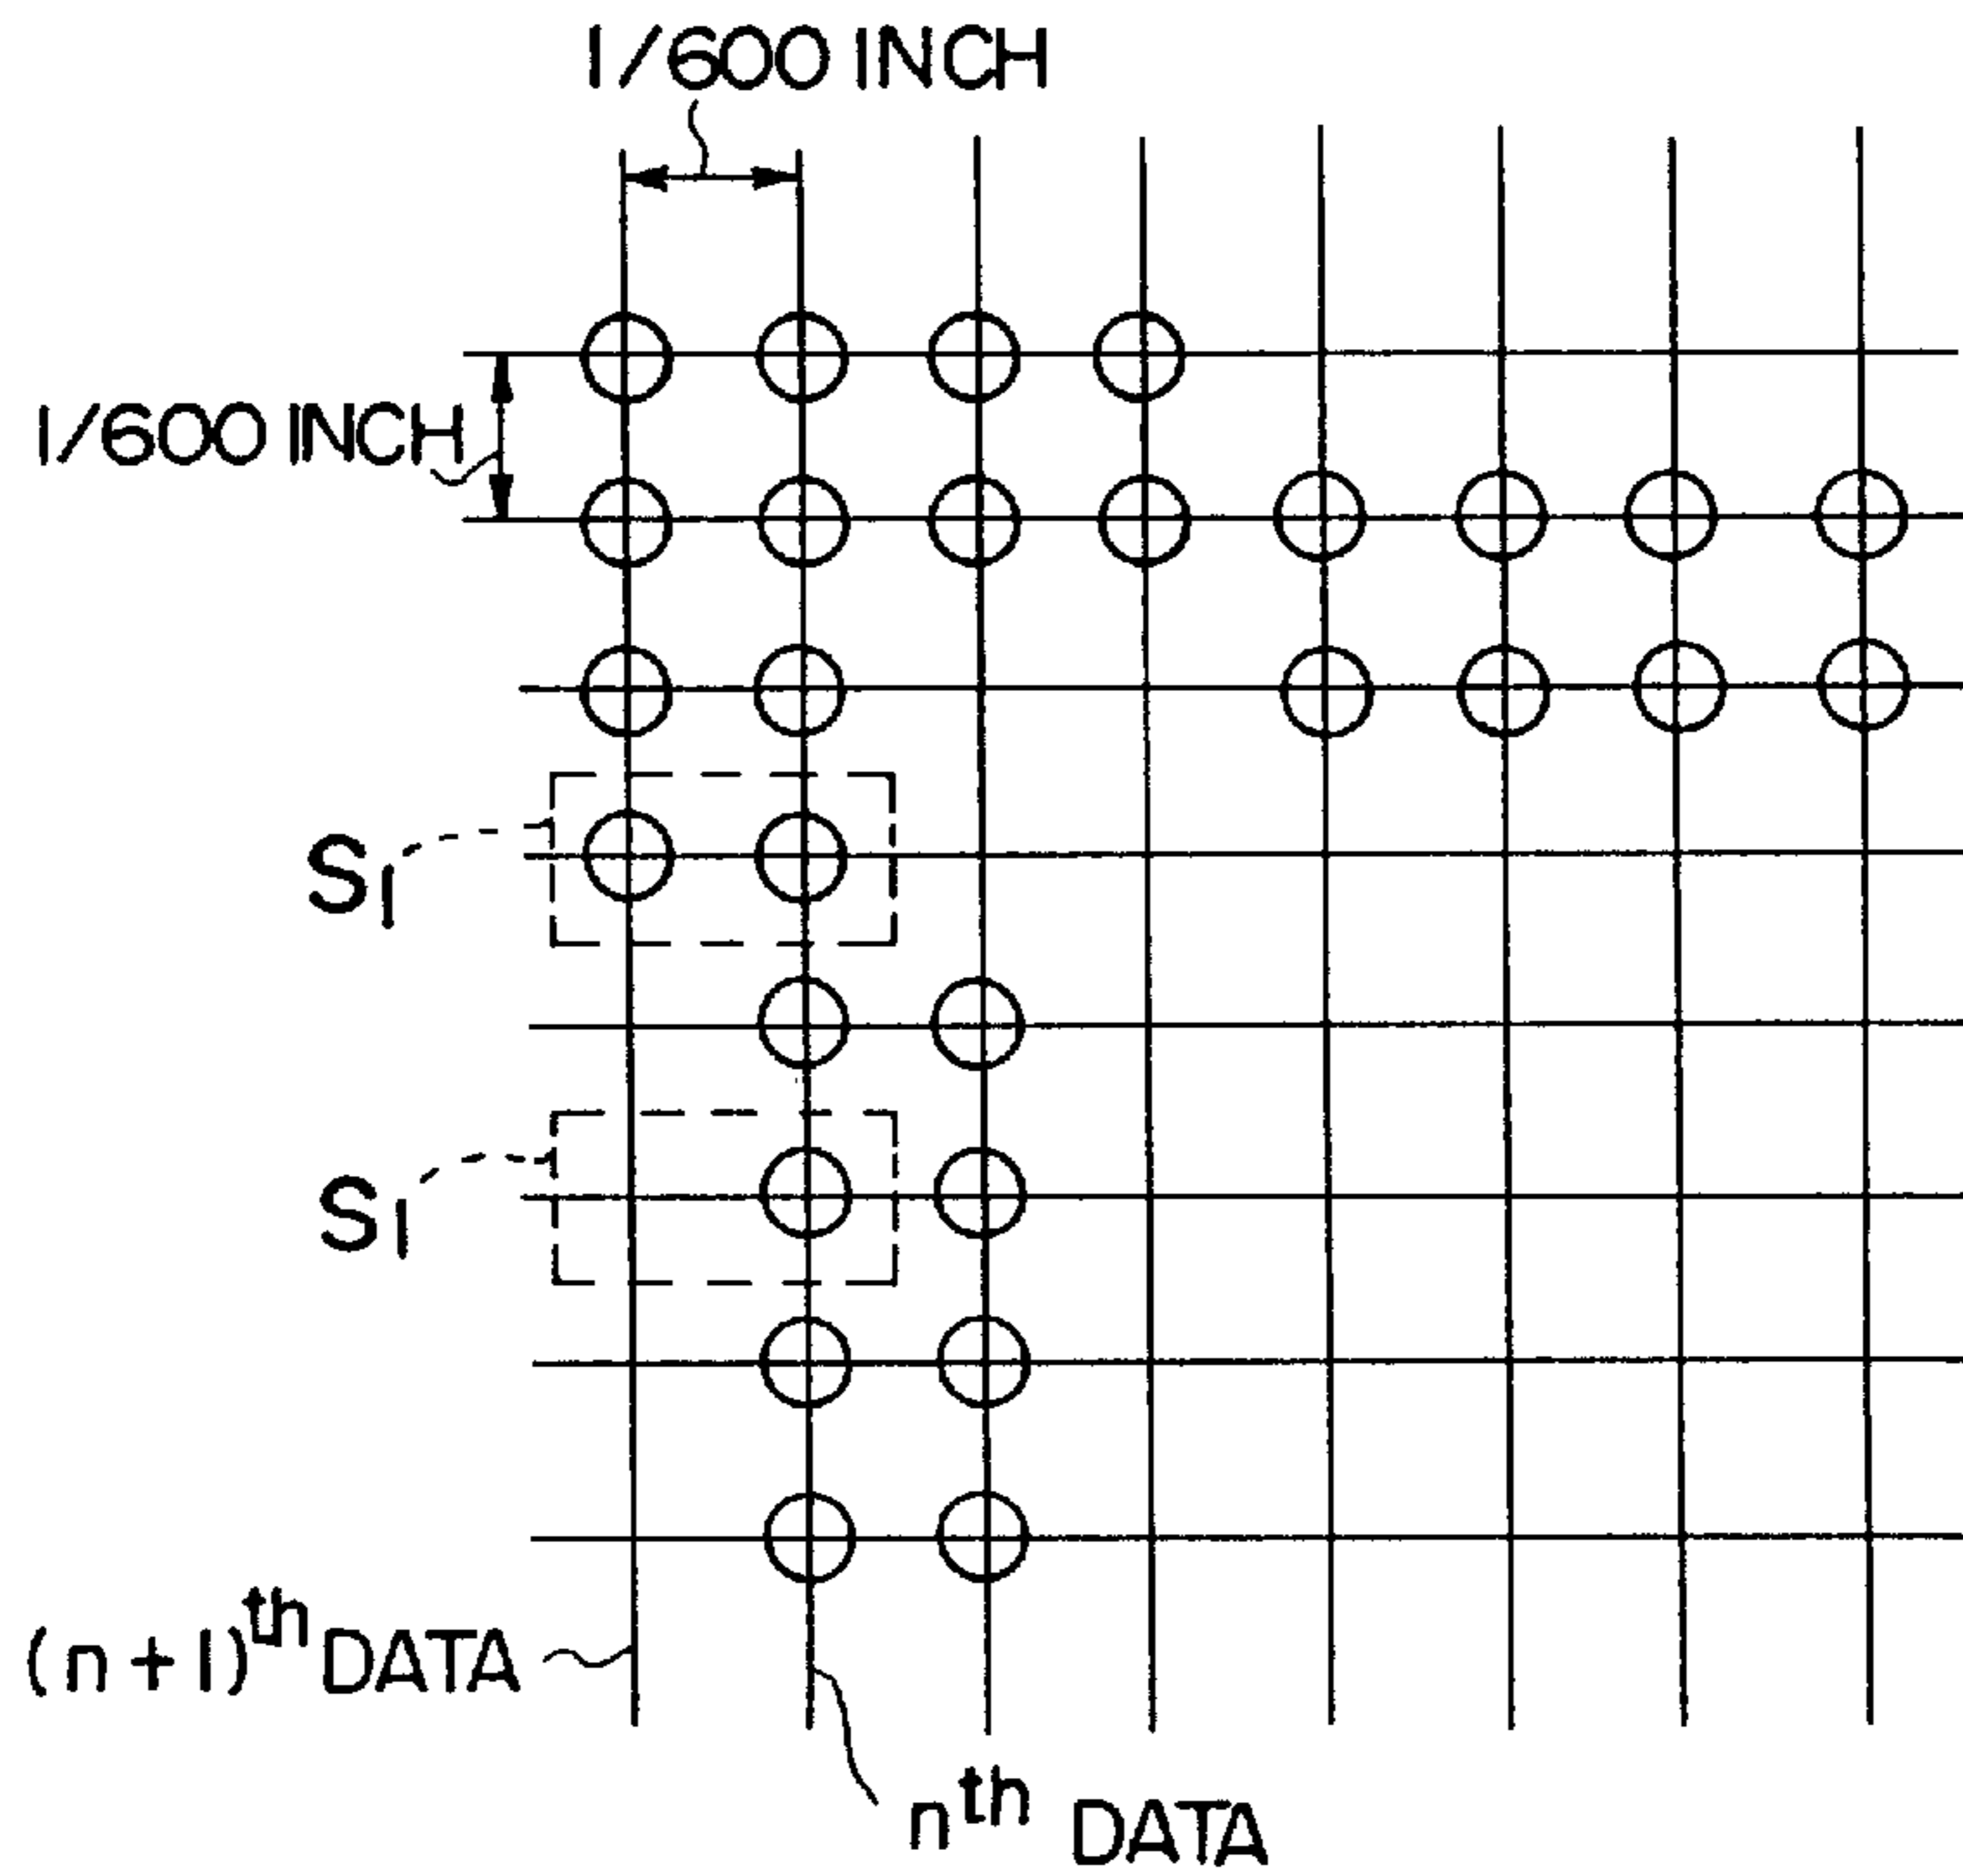 1/600 INCH
1/600 INCH
S1
S1
(n+1)th DATA
nth DATA